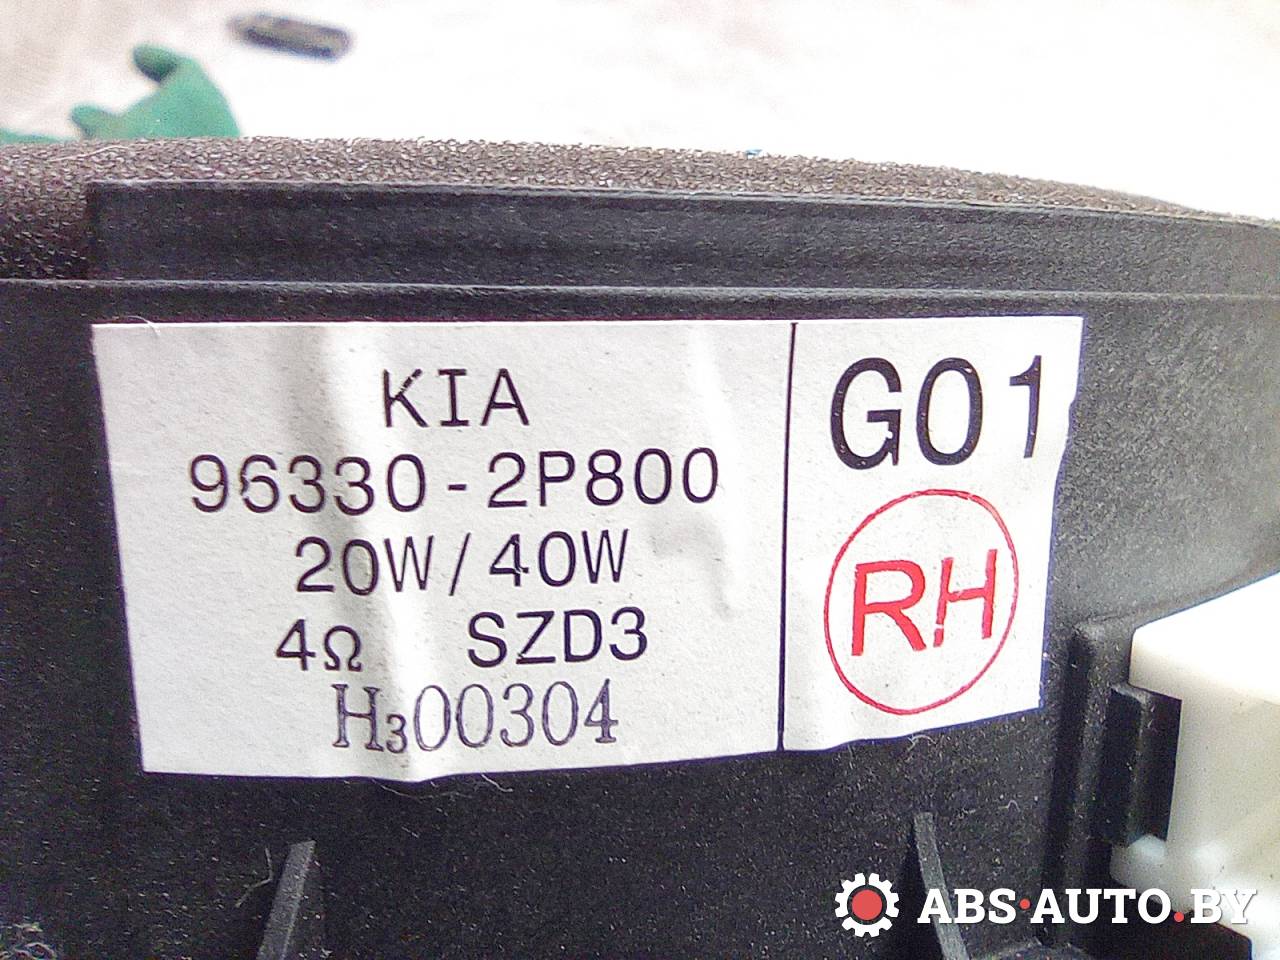 KIA
96330-2P800
20W/40W
4Ω SZD3
H₃00304
G01
RH
ABS·AUTO.BY